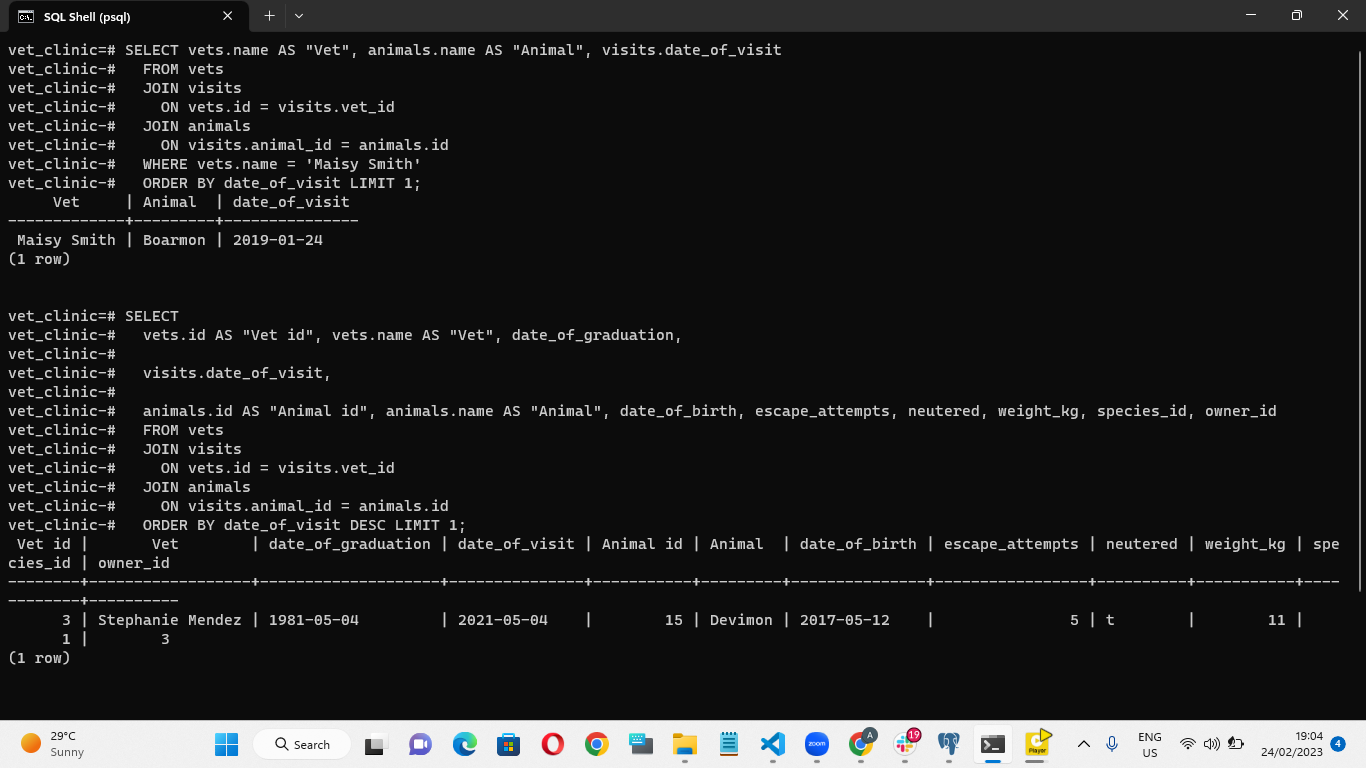 SQL Shell (psql)
vet_clinic=# SELECT vets.name AS "Vet", animals.name AS "Animal", visits.date_of_visit
vet_clinic-#   FROM vets
vet_clinic-#   JOIN visits
vet_clinic-#     ON vets.id = visits.vet_id
vet_clinic-#   JOIN animals
vet_clinic-#     ON visits.animal_id = animals.id
vet_clinic-#   WHERE vets.name = 'Maisy Smith'
vet_clinic-#   ORDER BY date_of_visit LIMIT 1;
     Vet     | Animal  | date_of_visit
-------------+---------+---------------
 Maisy Smith | Boarmon | 2019-01-24
(1 row)
vet_clinic=# SELECT
vet_clinic-#   vets.id AS "Vet id", vets.name AS "Vet", date_of_graduation,
vet_clinic-#
vet_clinic-#   visits.date_of_visit,
vet_clinic-#
vet_clinic-#   animals.id AS "Animal id", animals.name AS "Animal", date_of_birth, escape_attempts, neutered, weight_kg, species_id, owner_id
vet_clinic-#   FROM vets
vet_clinic-#   JOIN visits
vet_clinic-#     ON vets.id = visits.vet_id
vet_clinic-#   JOIN animals
vet_clinic-#     ON visits.animal_id = animals.id
vet_clinic-#   ORDER BY date_of_visit DESC LIMIT 1;
 Vet id |       Vet        | date_of_graduation | date_of_visit | Animal id | Animal  | date_of_birth | escape_attempts | neutered | weight_kg | spe
cies_id | owner_id
--------+------------------+--------------------+---------------+-----------+---------+---------------+-----------------+----------+-----------+----
--------+----------
      3 | Stephanie Mendez | 1981-05-04         | 2021-05-04    |        15 | Devimon | 2017-05-12    |               5 | t        |        11 |
      1 |        3
(1 row)
29°C
Sunny
Search
zoom
A
19
Player
ENG
US
19:04
24/02/2023
4